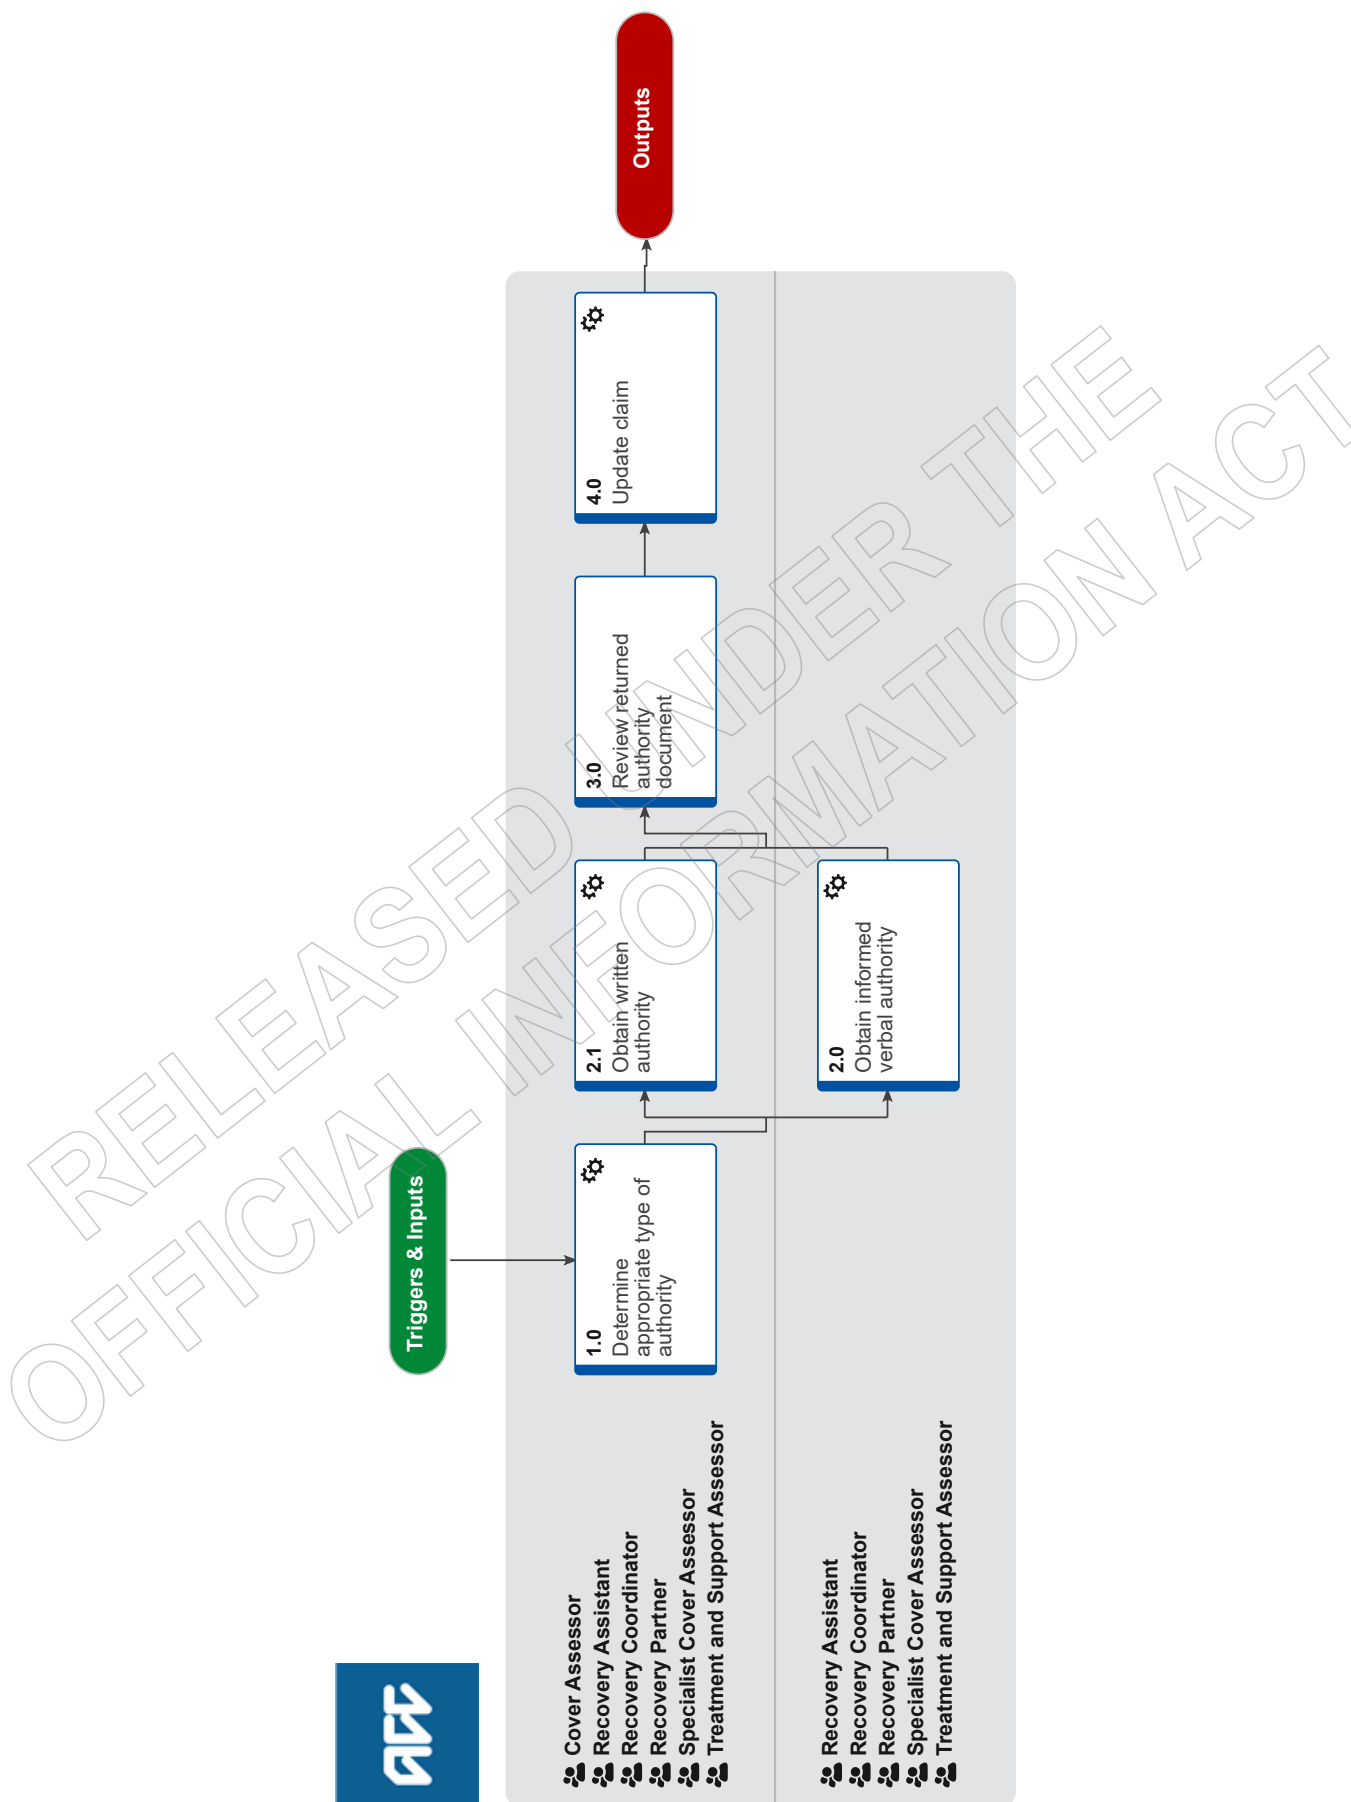 ACC
Triggers & Inputs
Outputs
Cover Assessor
Recovery Assistant
Recovery Coordinator
Recovery Partner
Specialist Cover Assessor
Treatment and Support Assessor
1.0
Determine
appropriate type of
authority
2.1
Obtain written
authority
3.0
Review returned
authority
document
4.0
Update claim
Recovery Assistant
Recovery Coordinator
Recovery Partner
Specialist Cover Assessor
Treatment and Support Assessor
2.0
Obtain informed
verbal authority
RELEASED UNDER THE
OFFICIAL INFORMATION ACT